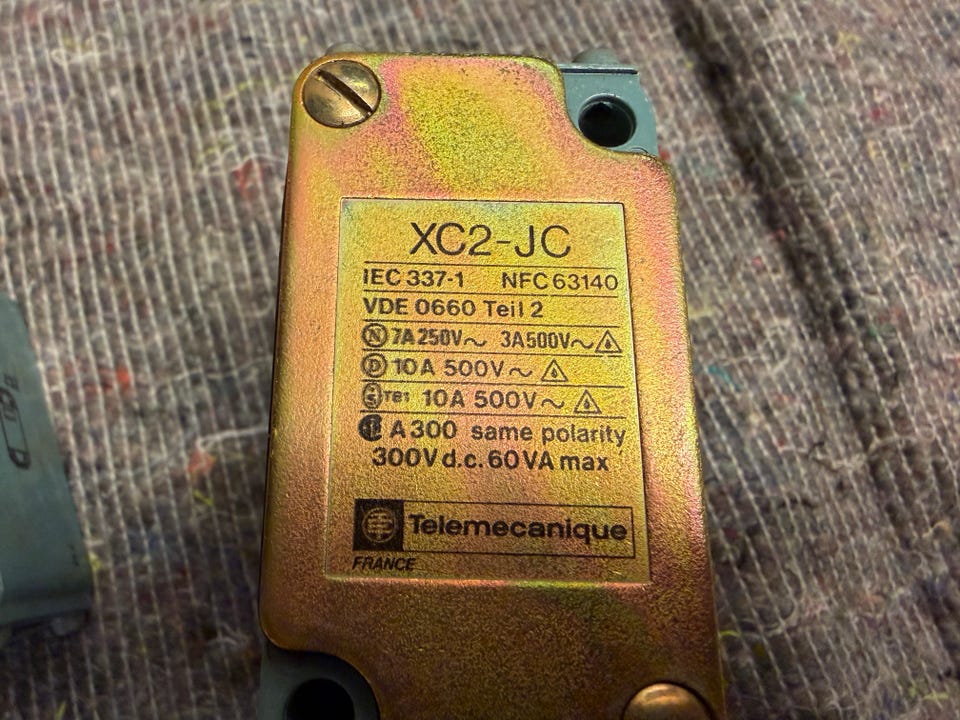 XC2-JC
IEC 337-1 NFC 63140
VDE 0660 Teil 2
N 7A 250V~ 3A 500V~
D 10A 500V~
TB1 10A 500V~
A 300 same polarity
300V d.c. 60VA max
Telemecanique
FRANCE